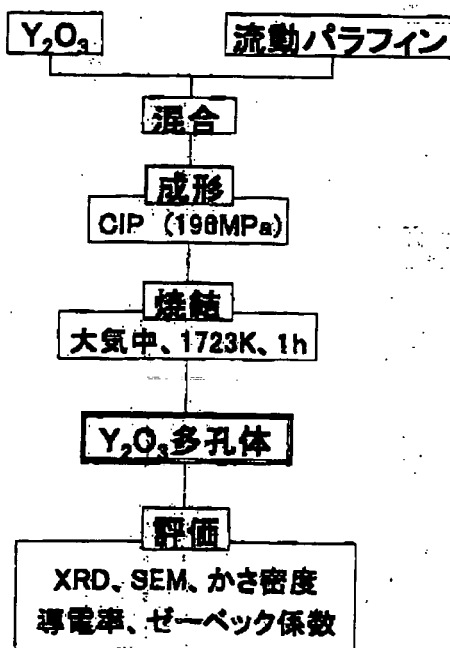 Y₂O₃
流動パラフィン
混合
成形
CIP (196MPa)
焼結
大気中、1723K、1h
Y₂O₃多孔体
評価
XRD、SEM、かさ密度
導電率、ゼーベック係数